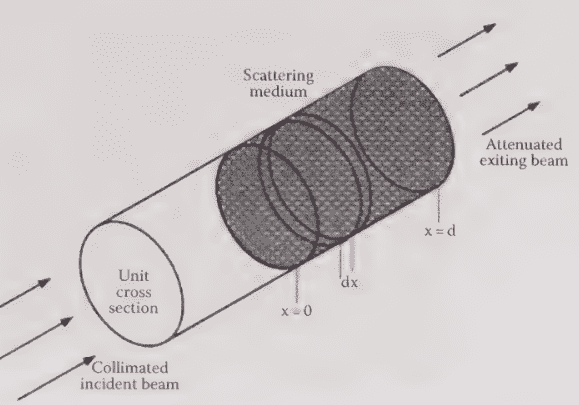 Scattering
medium
Attenuated
exiting beam
x = d
dx
x = 0
Unit
cross
section
Collimated
incident beam